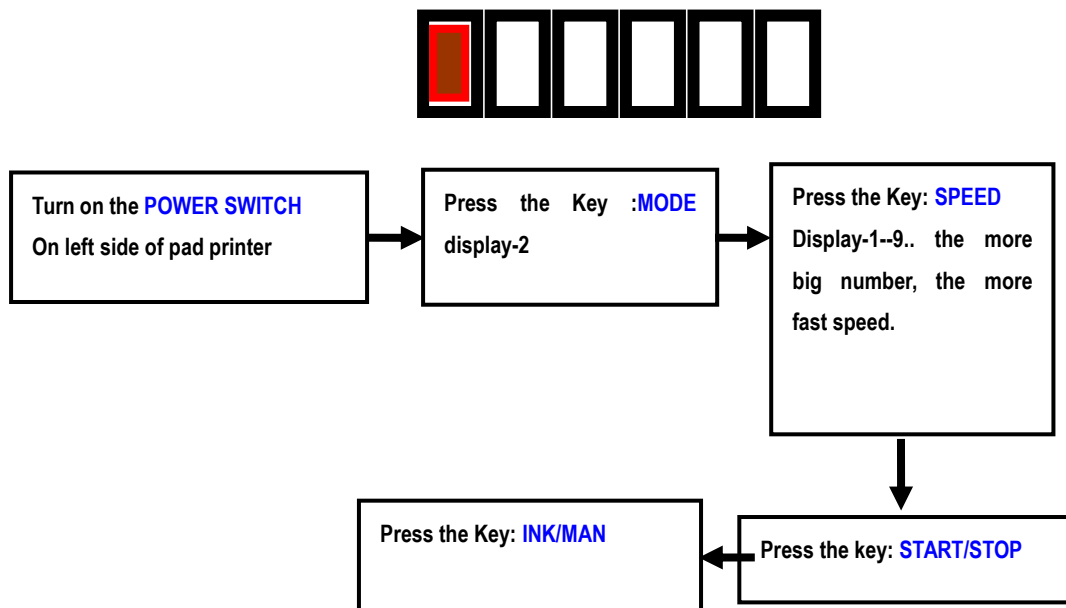 Turn on the POWER SWITCH
On left side of pad printer
Press the Key :MODE
display-2
Press the Key: SPEED
Display-1--9.. the more
big number, the more
fast speed.
Press the key: START/STOP
Press the Key: INK/MAN